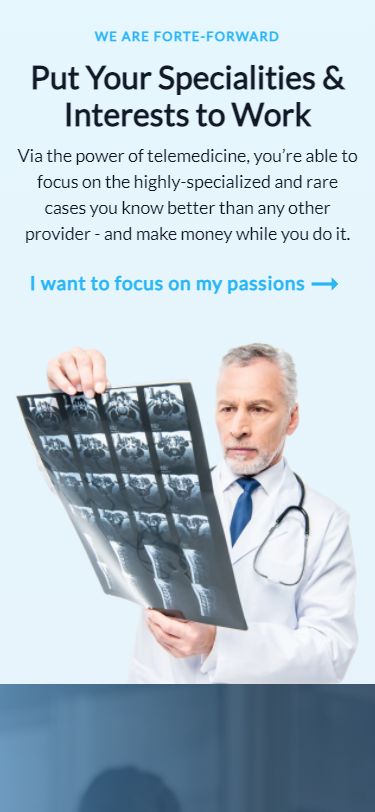 WE ARE FORTE-FORWARD
Put Your Specialities &
Interests to Work
Via the power of telemedicine, you’re able to
focus on the highly-specialized and rare
cases you know better than any other
provider - and make money while you do it.
I want to focus on my passions